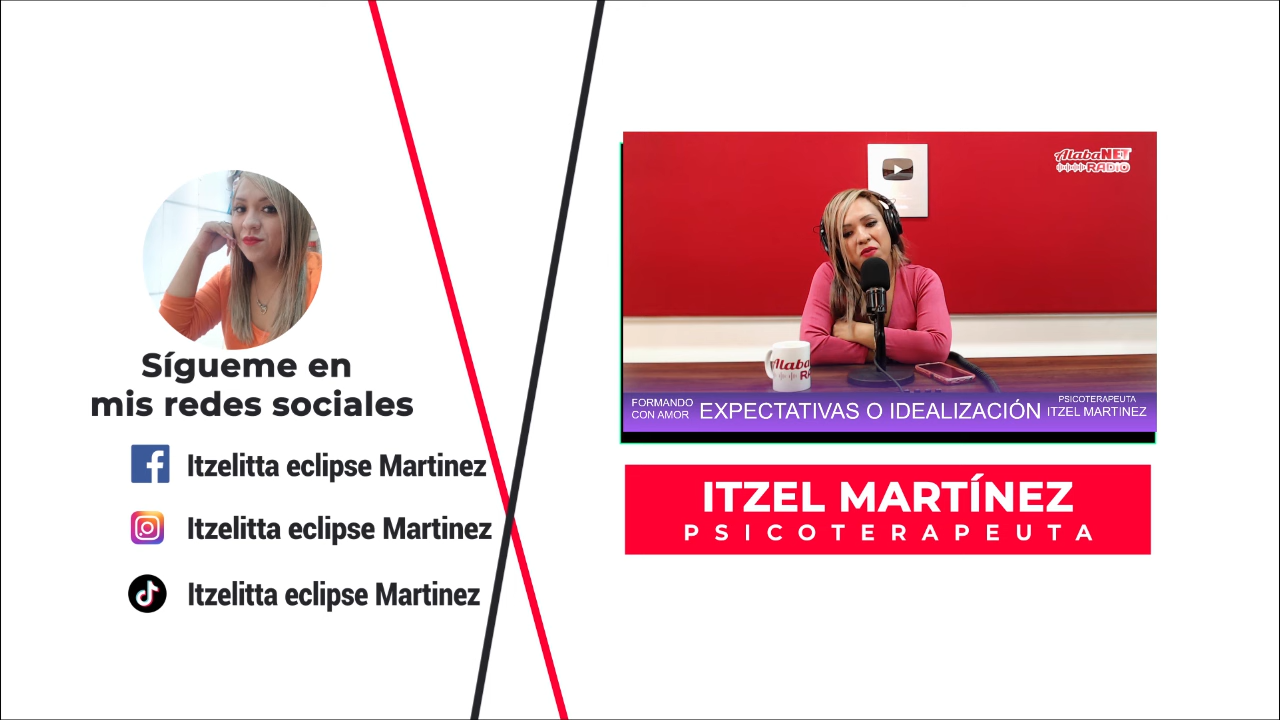 Sígueme en
mis redes sociales
Itzelitta eclipse Martinez
Itzelitta eclipse Martinez
Itzelitta eclipse Martinez
AlabaNET
RADIO
Alaba
FORMANDO
CON AMOR
EXPECTATIVAS O IDEALIZACIÓN
PSICOTERAPEUTA
ITZEL MARTINEZ
ITZEL MARTÍNEZ
PSICOTERAPEUTA